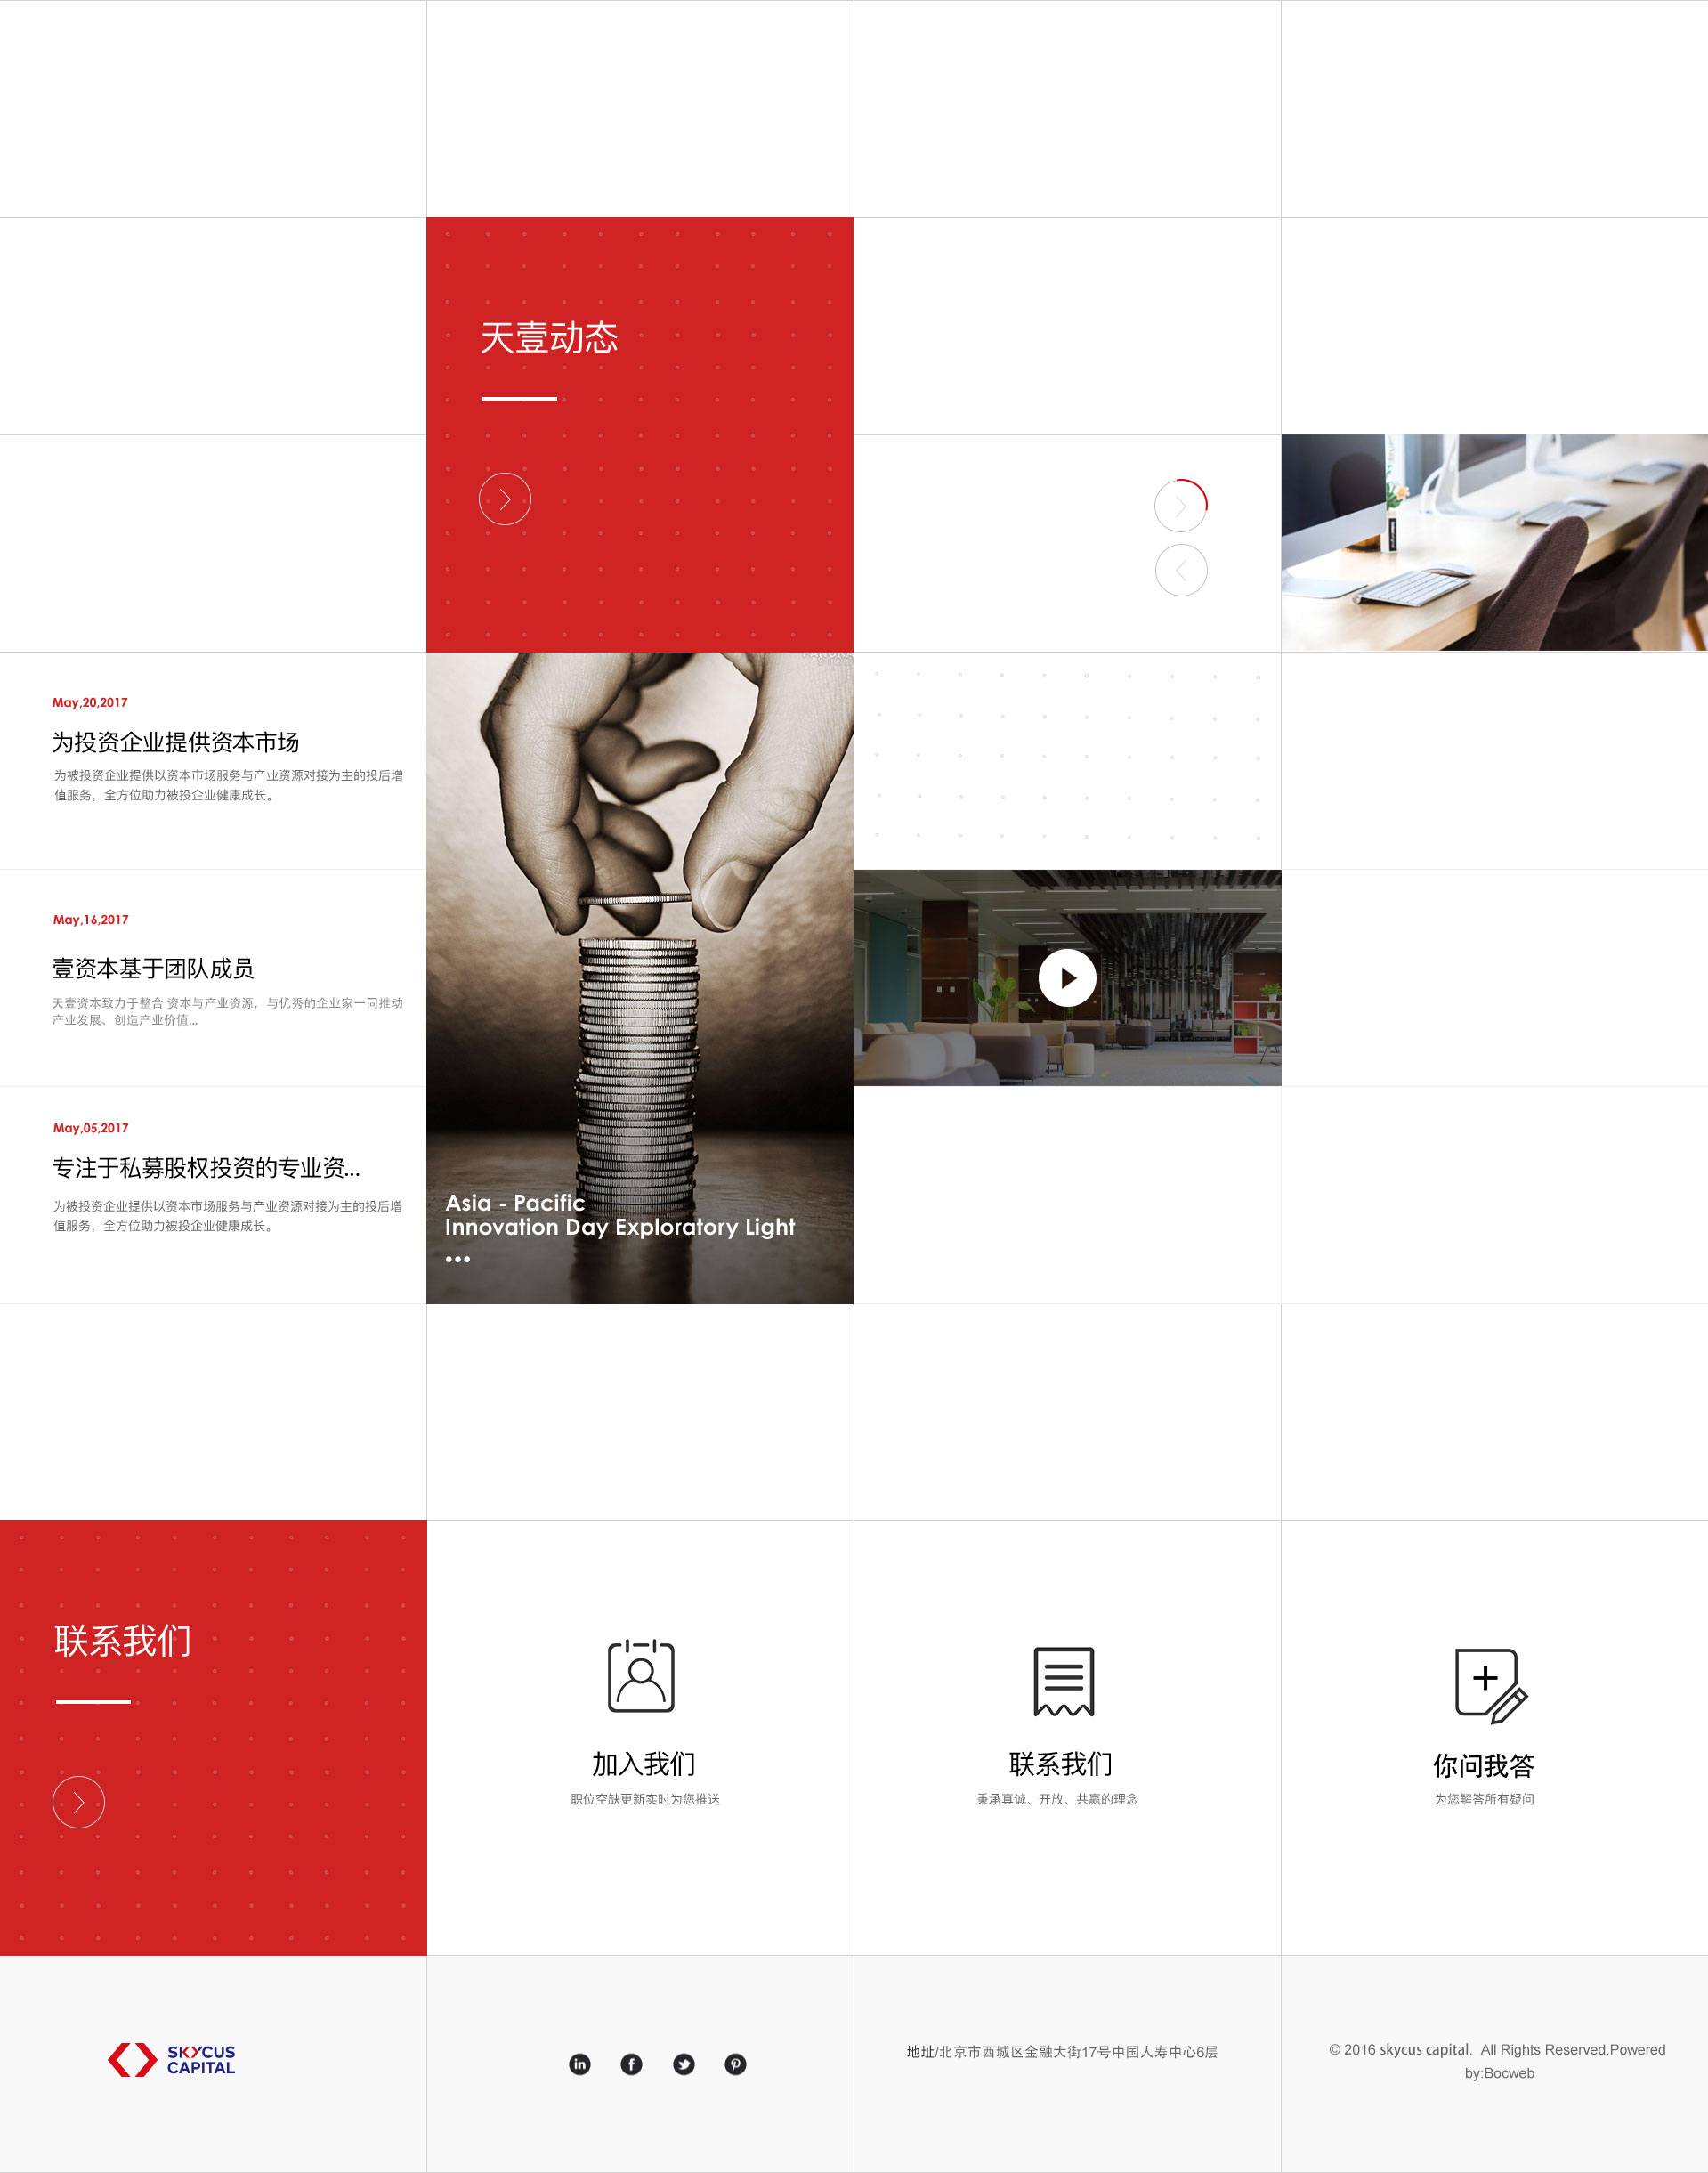 天壹动态
May,20,2017
为投资企业提供资本市场
为被投资企业提供以资本市场服务与产业资源对接为主的投后增
值服务，全方位助力被投企业健康成长。
May,16,2017
壹资本基于团队成员
天壹资本致力于整合 资本与产业资源，与优秀的企业家一同推动
产业发展、创造产业价值...
May,05,2017
专注于私募股权投资的专业资...
为被投资企业提供以资本市场服务与产业资源对接为主的投后增
值服务，全方位助力被投企业健康成长。
Asia - Pacific
Innovation Day Exploratory Light
•••
联系我们
加入我们
职位空缺更新实时为您推送
联系我们
秉承真诚、开放、共赢的理念
你问我答
为您解答所有疑问
SKYCUS
CAPITAL
地址/北京市西城区金融大街17号中国人寿中心6层
© 2016 skycus capital.  All Rights Reserved.Powered
by:Bocweb